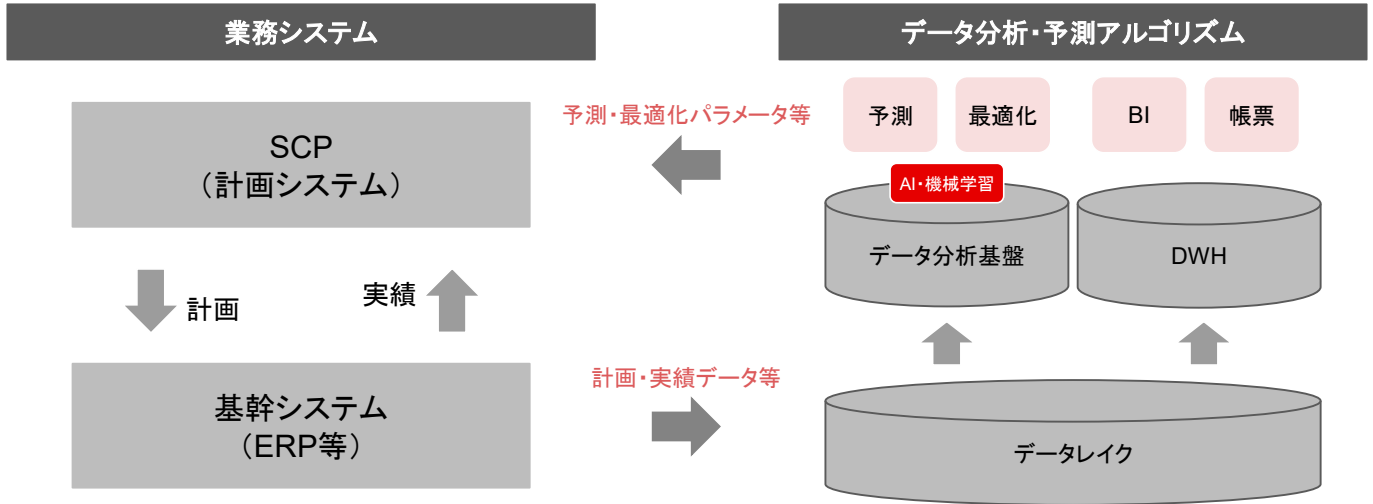 業務システム
データ分析・予測アルゴリズム
SCP
（計画システム）
計画
実績
基幹システム
（ERP等）
予測・最適化パラメータ等
計画・実績データ等
予測
最適化
BI
帳票
AI・機械学習
データ分析基盤
DWH
データレイク